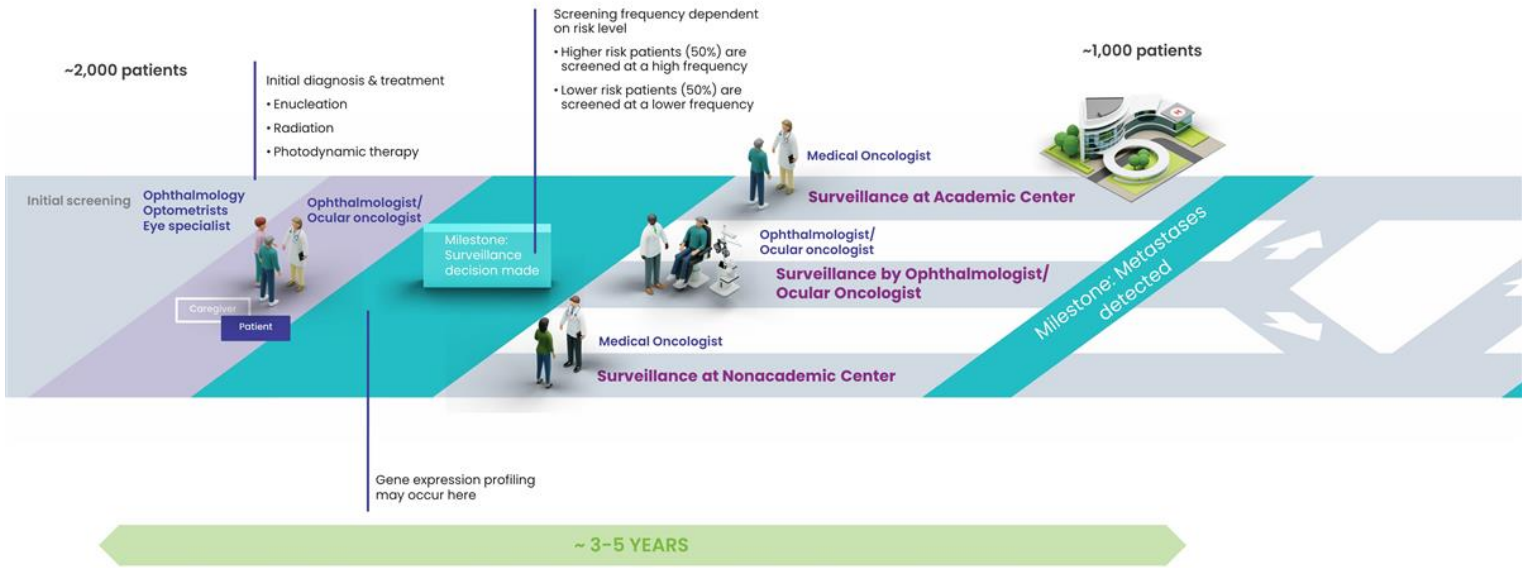 ~2,000 patients
Initial diagnosis & treatment
• Enucleation
• Radiation
• Photodynamic therapy
Screening frequency dependent
on risk level
• Higher risk patients (50%) are
screened at a high frequency
• Lower risk patients (50%) are
screened at a lower frequency
~1,000 patients
Initial screening
Ophthalmology
Optometrists
Eye specialist
Ophthalmologist/
Ocular oncologist
Caregiver
Patient
Milestone:
Surveillance
decision made
Medical Oncologist
Surveillance at Academic Center
Ophthalmologist/
Ocular oncologist
Surveillance by Ophthalmologist/
Ocular Oncologist
Medical Oncologist
Surveillance at Nonacademic Center
Milestone: Metastases
detected
Gene expression profiling
may occur here
~ 3-5 YEARS